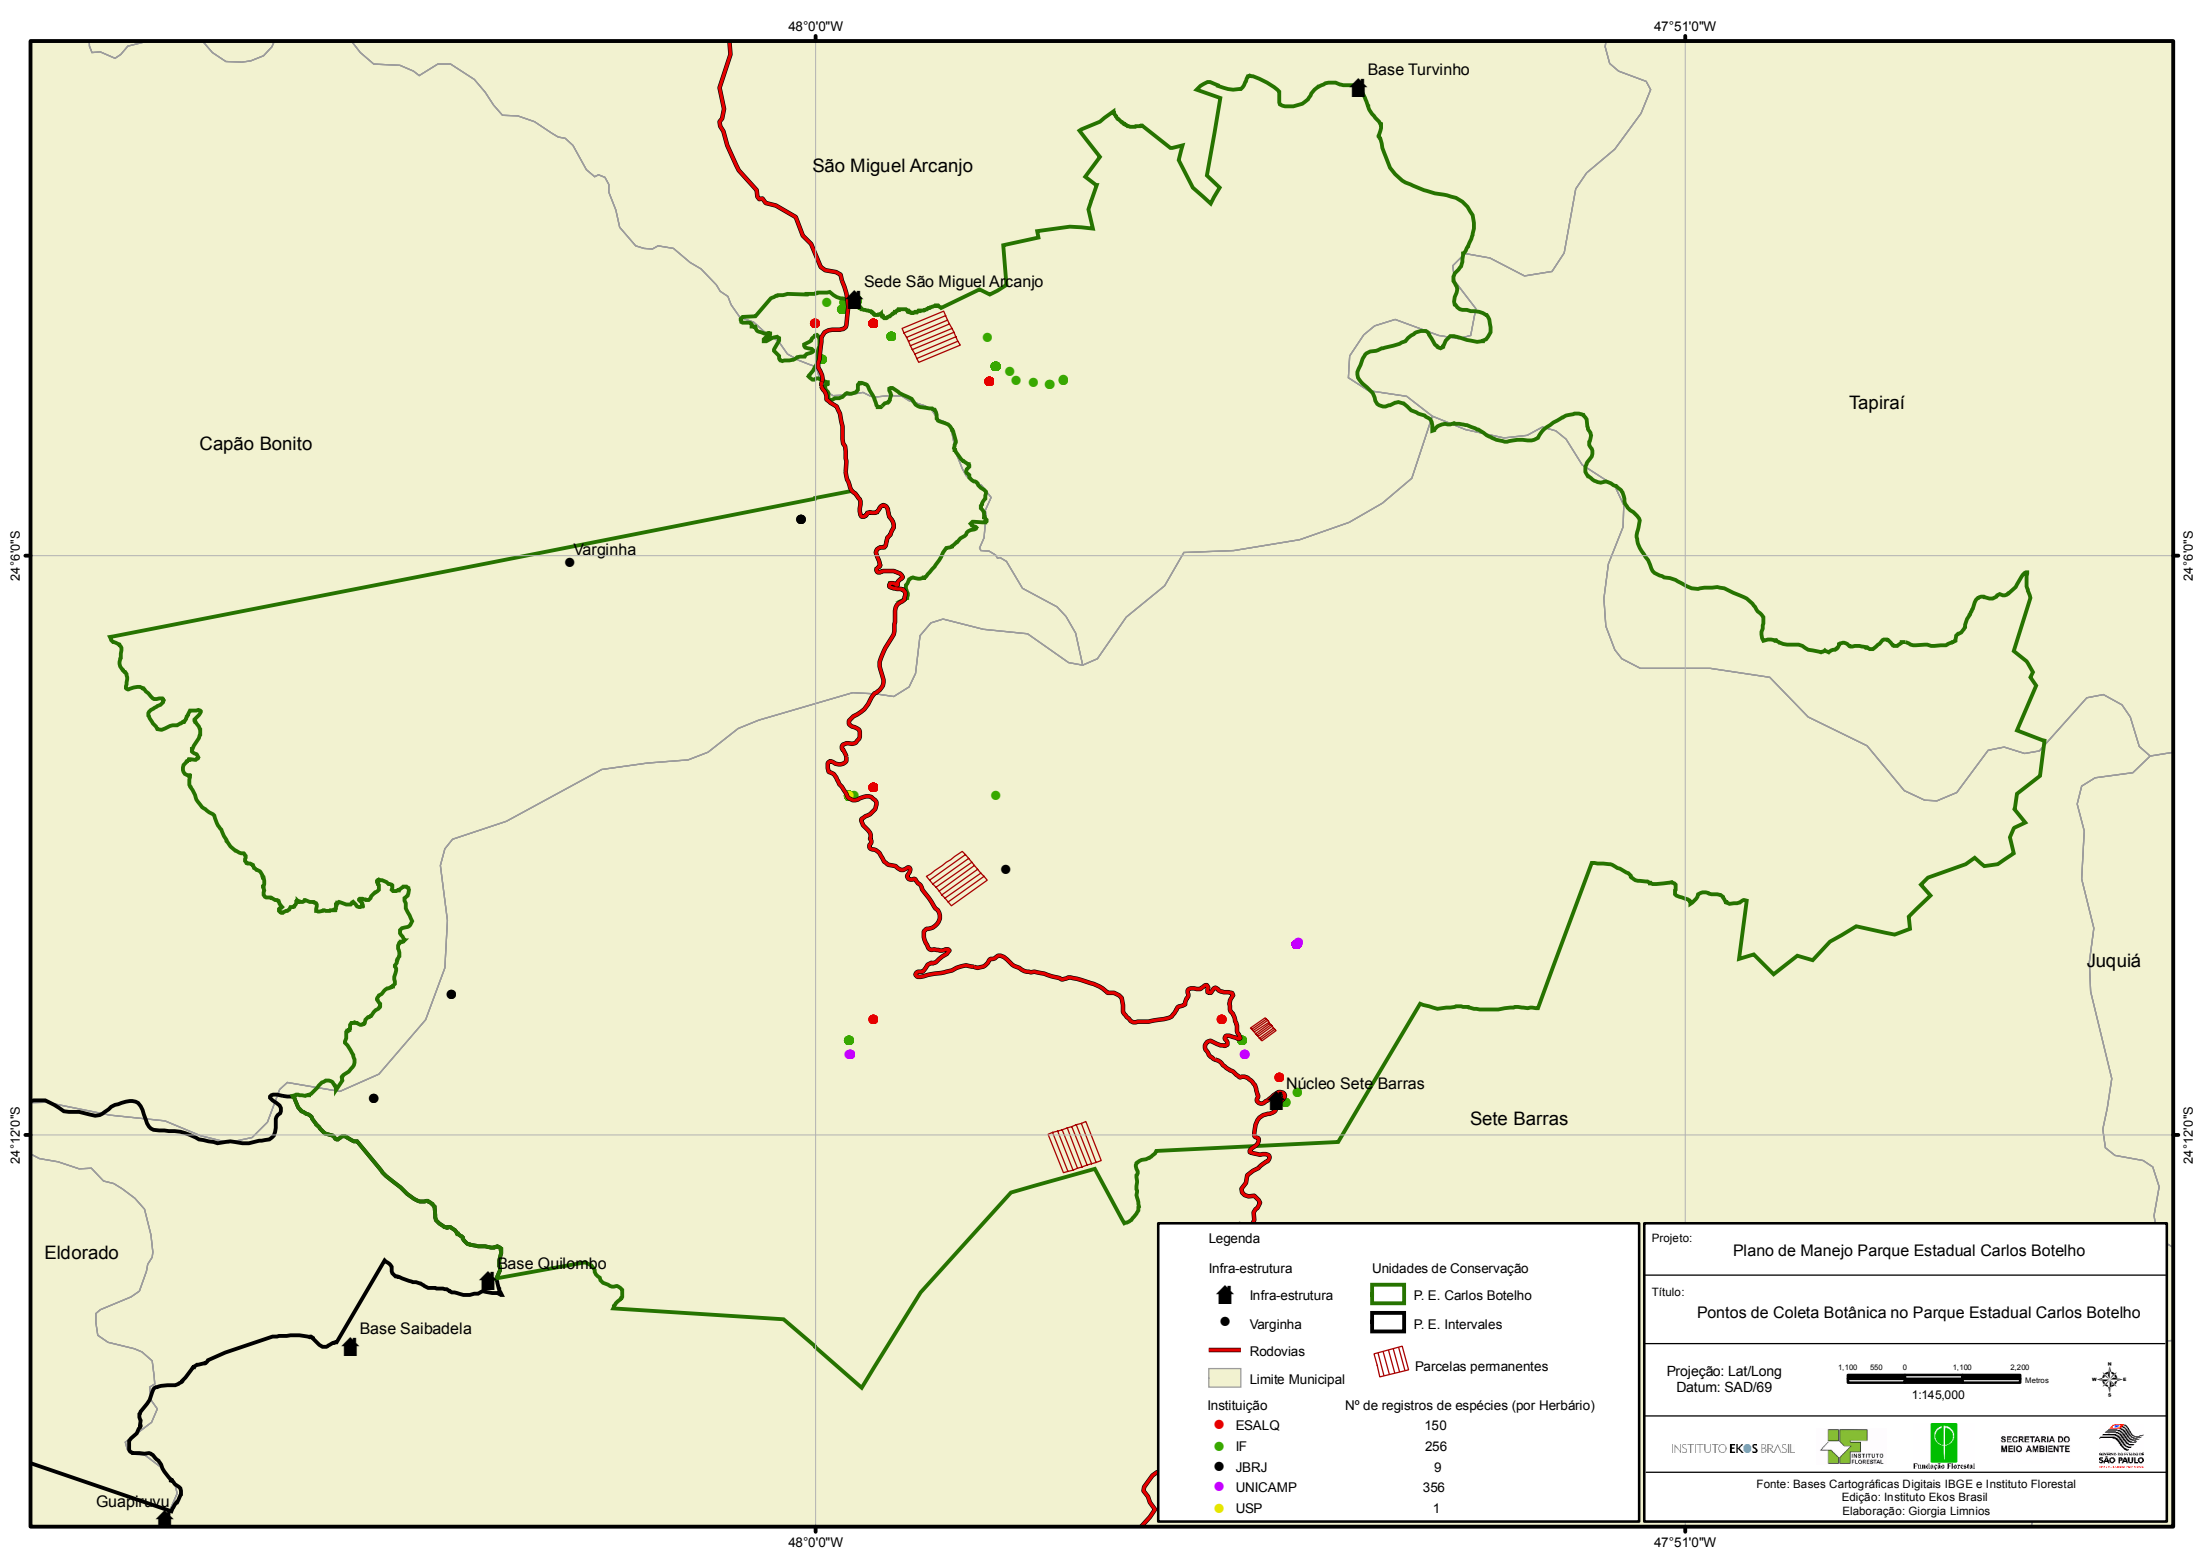 48°0'0"W
47°51'0"W
Base Turvinho
São Miguel Arcanjo
Sede São Miguel Arcanjo
Tapiraí
Capão Bonito
Varginha
24°6'0"S
24°6'0"S
Juquiá
Núcleo Sete Barras
Sete Barras
24°12'0"S
24°12'0"S
Eldorado
Base Quilombo
Base Saibadela
Guapiruvu
Legenda
Infra-estrutura
Infra-estrutura
Varginha
Rodovias
Limite Municipal
Unidades de Conservação
P. E. Carlos Botelho
P. E. Intervales
Parcelas permanentes
Instituição
Nº de registros de espécies (por Herbário)
ESALQ 150
IF 256
JBRJ 9
UNICAMP 356
USP 1
Projeto:
Plano de Manejo Parque Estadual Carlos Botelho
Título:
Pontos de Coleta Botânica no Parque Estadual Carlos Botelho
Projeção: Lat/Long
Datum: SAD/69
1,100 550 0 1,100 2,200
Metros
1:145,000
N
W E
S
INSTITUTO EKOS BRASIL
INSTITUTO
FLORESTAL
Fundação Florestal
SECRETARIA DO
MEIO AMBIENTE
SÃO PAULO
Fonte: Bases Cartográficas Digitais IBGE e Instituto Florestal
Edição: Instituto Ekos Brasil
Elaboração: Giorgia Limnios
48°0'0"W
47°51'0"W